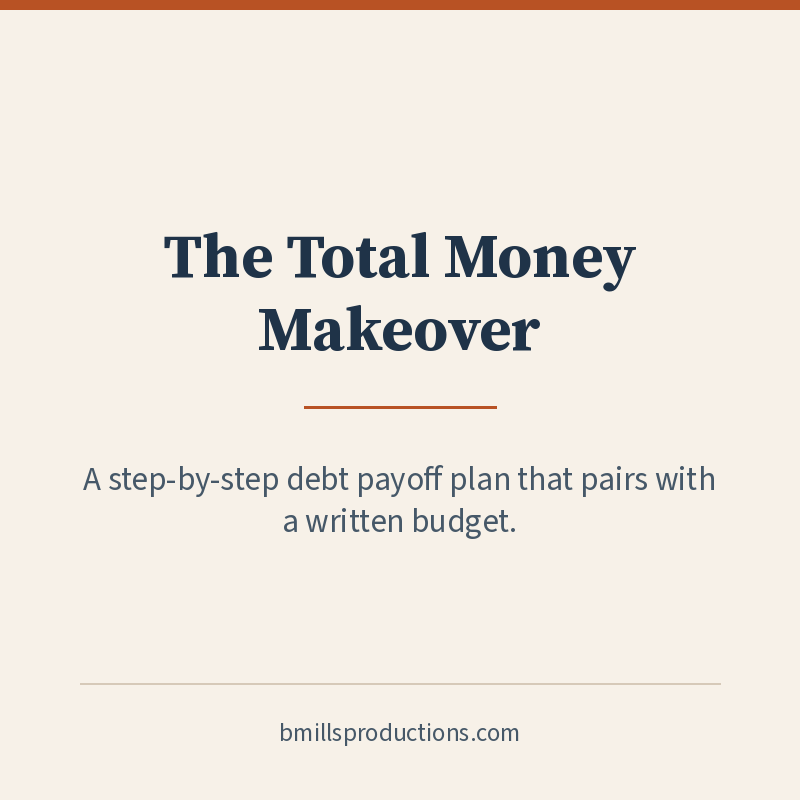 The Total Money
Makeover
A step-by-step debt payoff plan that pairs with
a written budget.
bmillsproductions.com